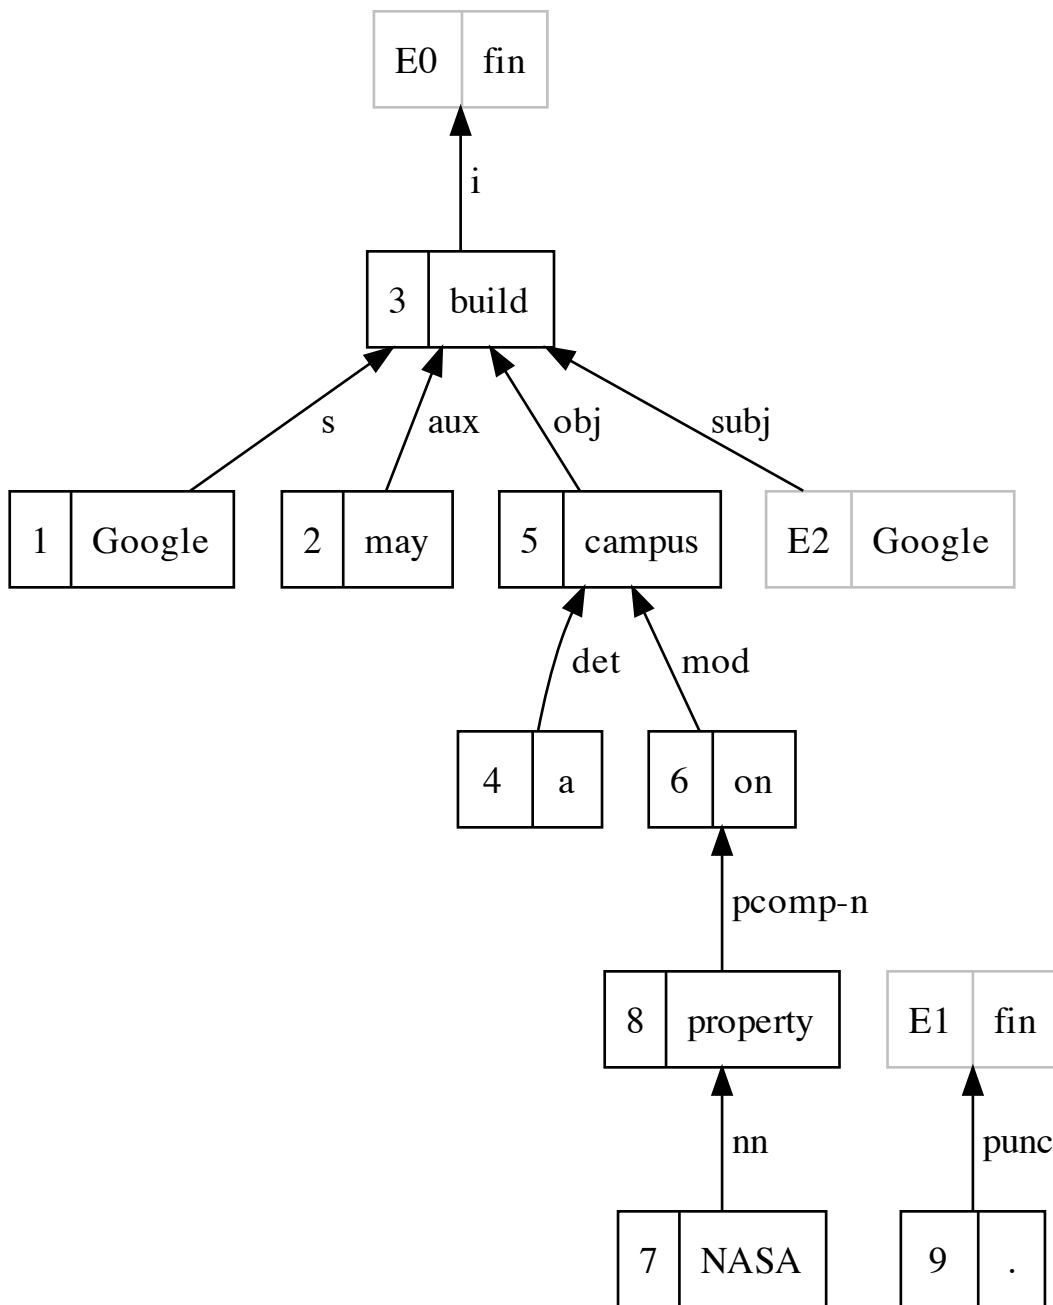 E0 fin
i
3 build
s aux obj subj
1 Google 2 may 5 campus E2 Google
det mod
4 a 6 on
pcomp-n
8 property E1 fin
nn punc
7 NASA 9 .